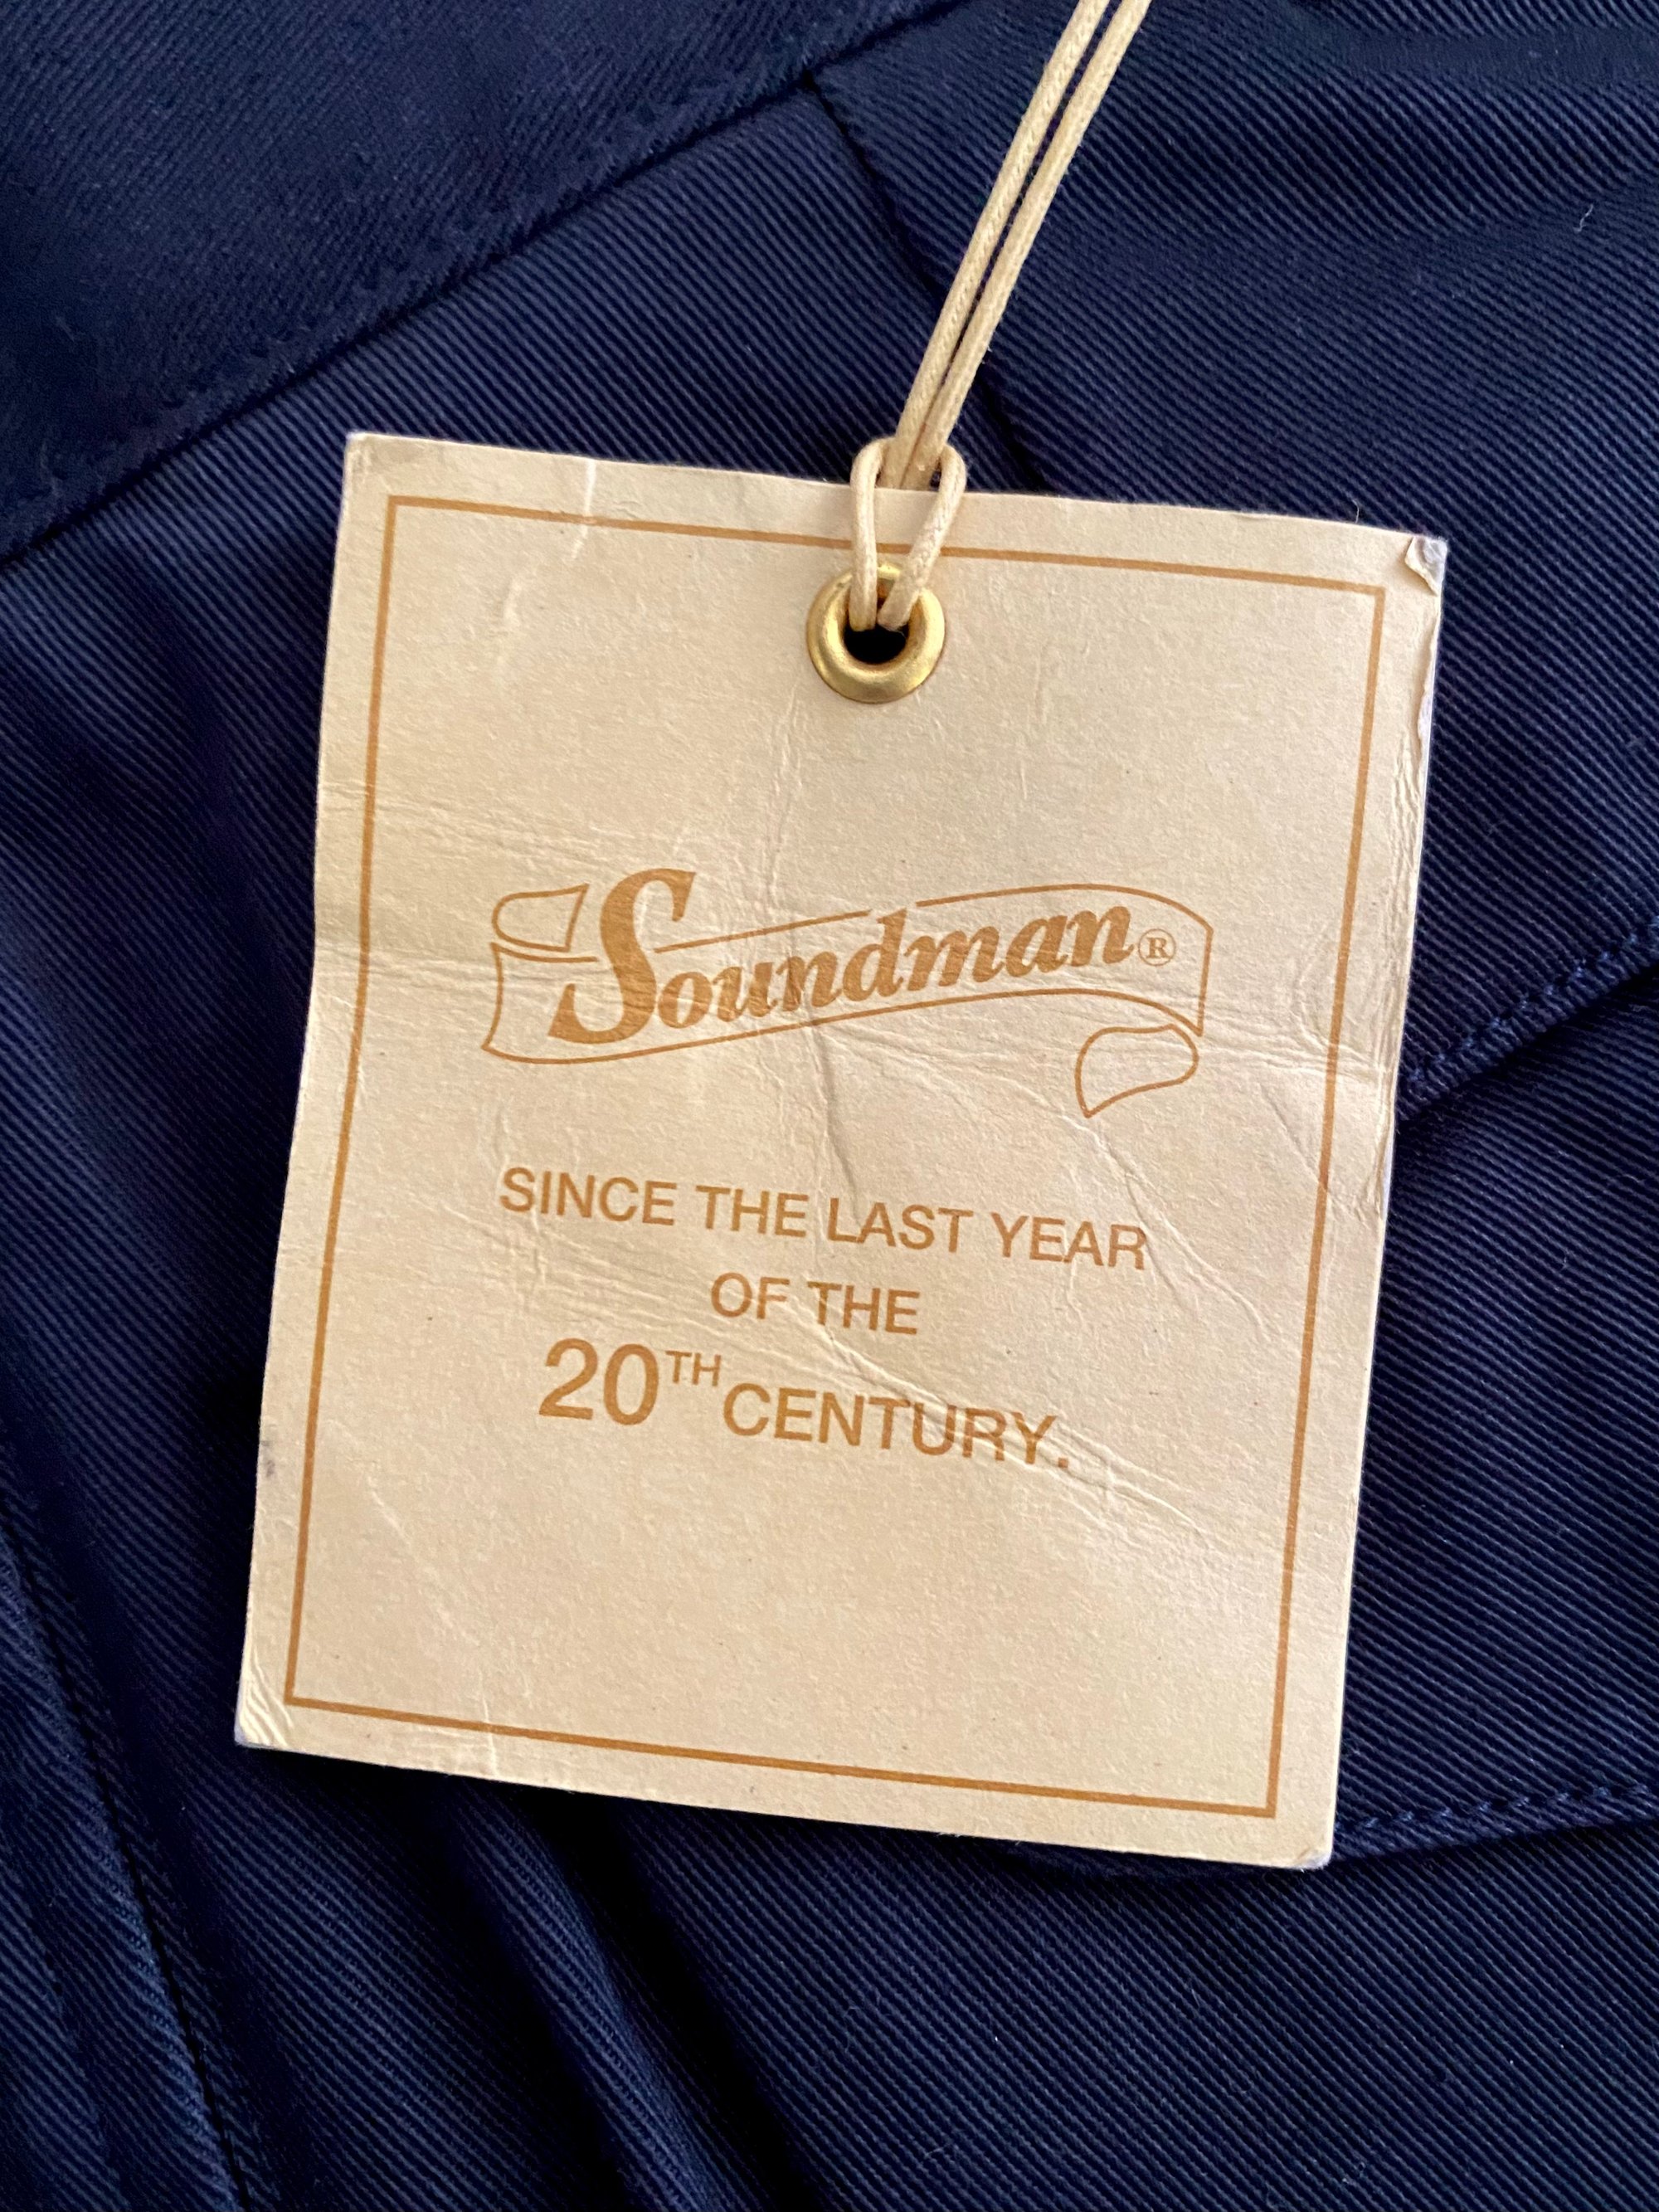 Soundman®
SINCE THE LAST YEAR
OF THE
20TH CENTURY.